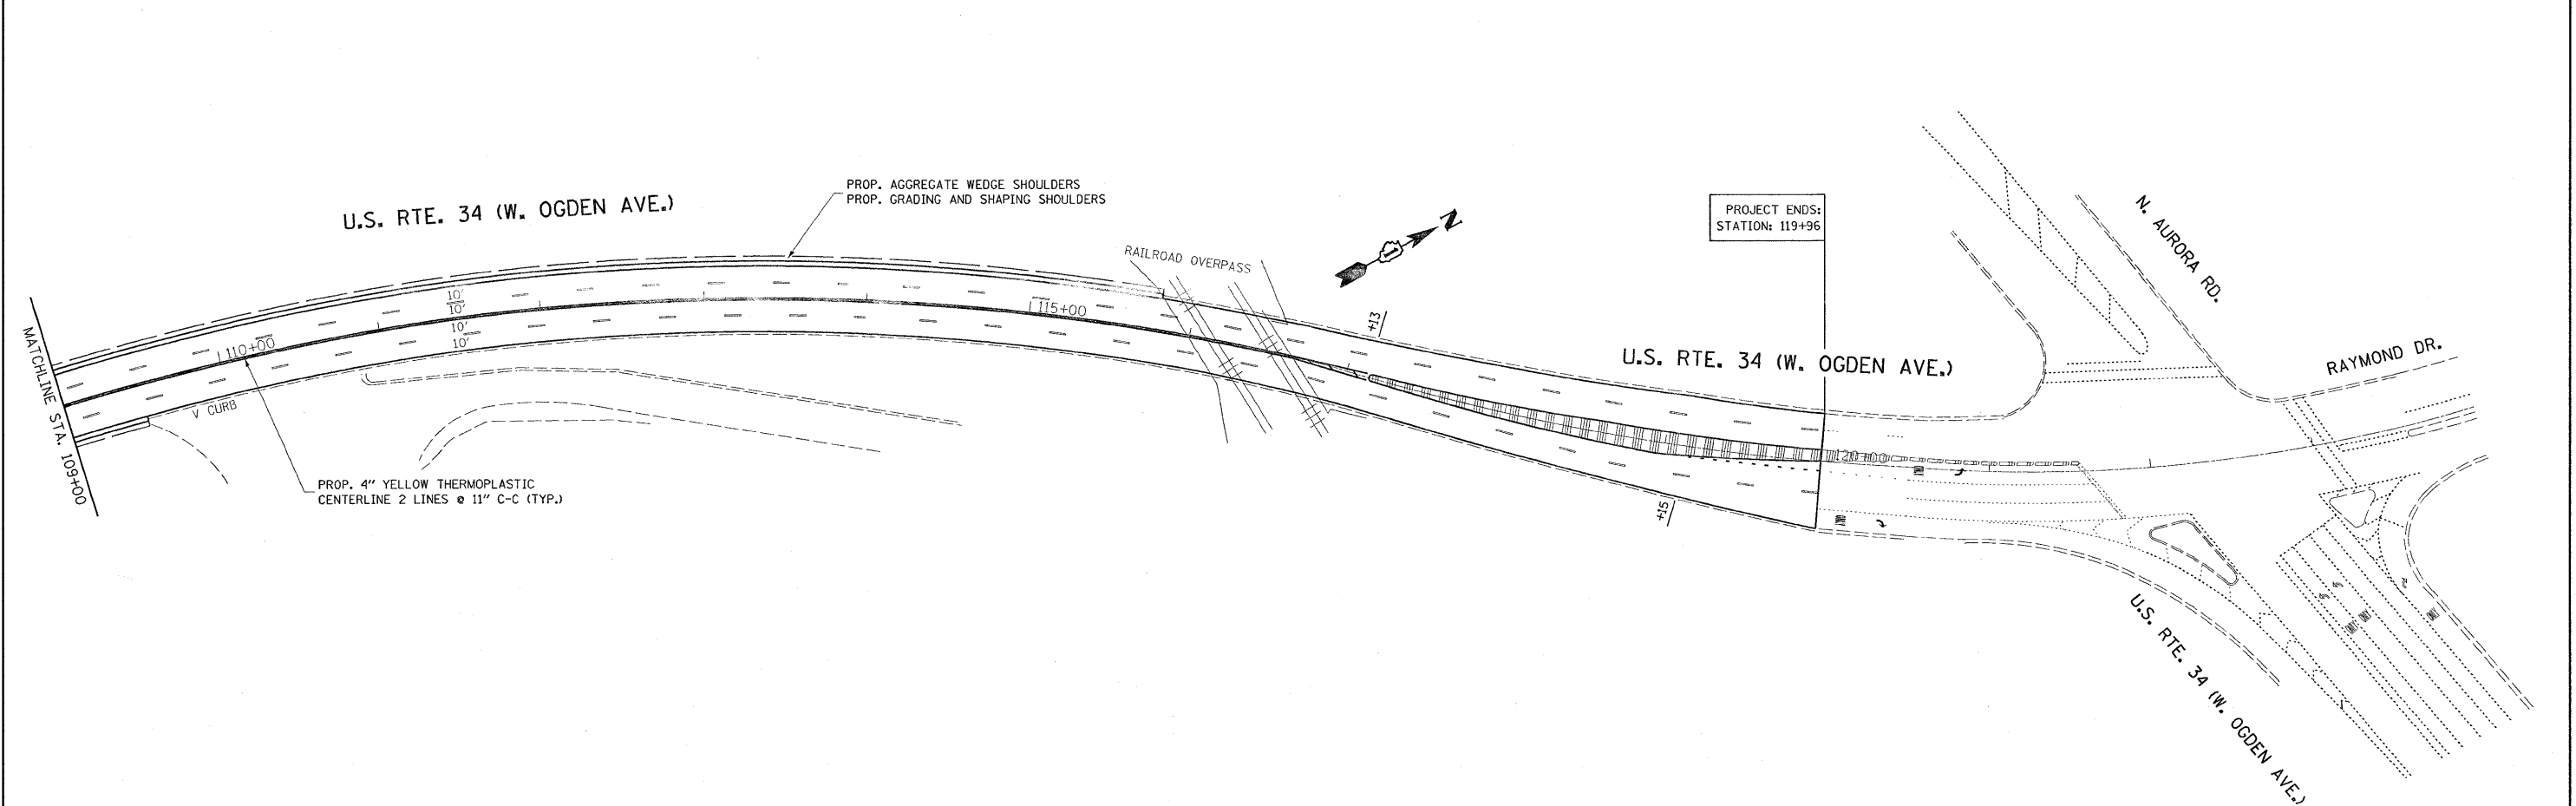 U.S. RTE. 34 (W. OGDEN AVE.)
PROP. AGGREGATE WEDGE SHOULDERS
PROP. GRADING AND SHAPING SHOULDERS
RAILROAD OVERPASS
N
PROJECT ENDS:
STATION: 119+96
N. AURORA RD.
RAYMOND DR.
MATCHLINE STA. 109+00
110+00
10'
10'
10'
10'
115+00
+13
U.S. RTE. 34 (W. OGDEN AVE.)
V CURB
120+00
+15
PROP. 4" YELLOW THERMOPLASTIC
CENTERLINE 2 LINES @ 11" C-C (TYP.)
U.S. RTE. 34 (W. OGDEN AVE.)